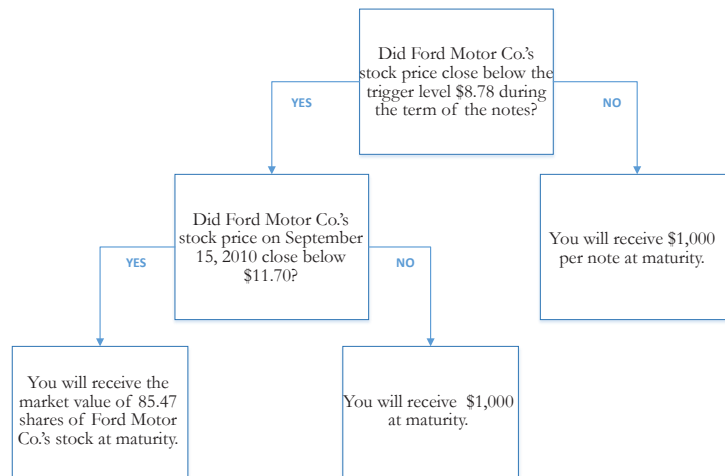 Did Ford Motor Co.'s
stock price close below the
trigger level $8.78 during
the term of the notes?
YES
NO
Did Ford Motor Co.'s
stock price on September
15, 2010 close below
$11.70?
You will receive $1,000
per note at maturity.
YES
NO
You will receive the
market value of 85.47
shares of Ford Motor
Co.'s stock at maturity.
You will receive $1,000
at maturity.